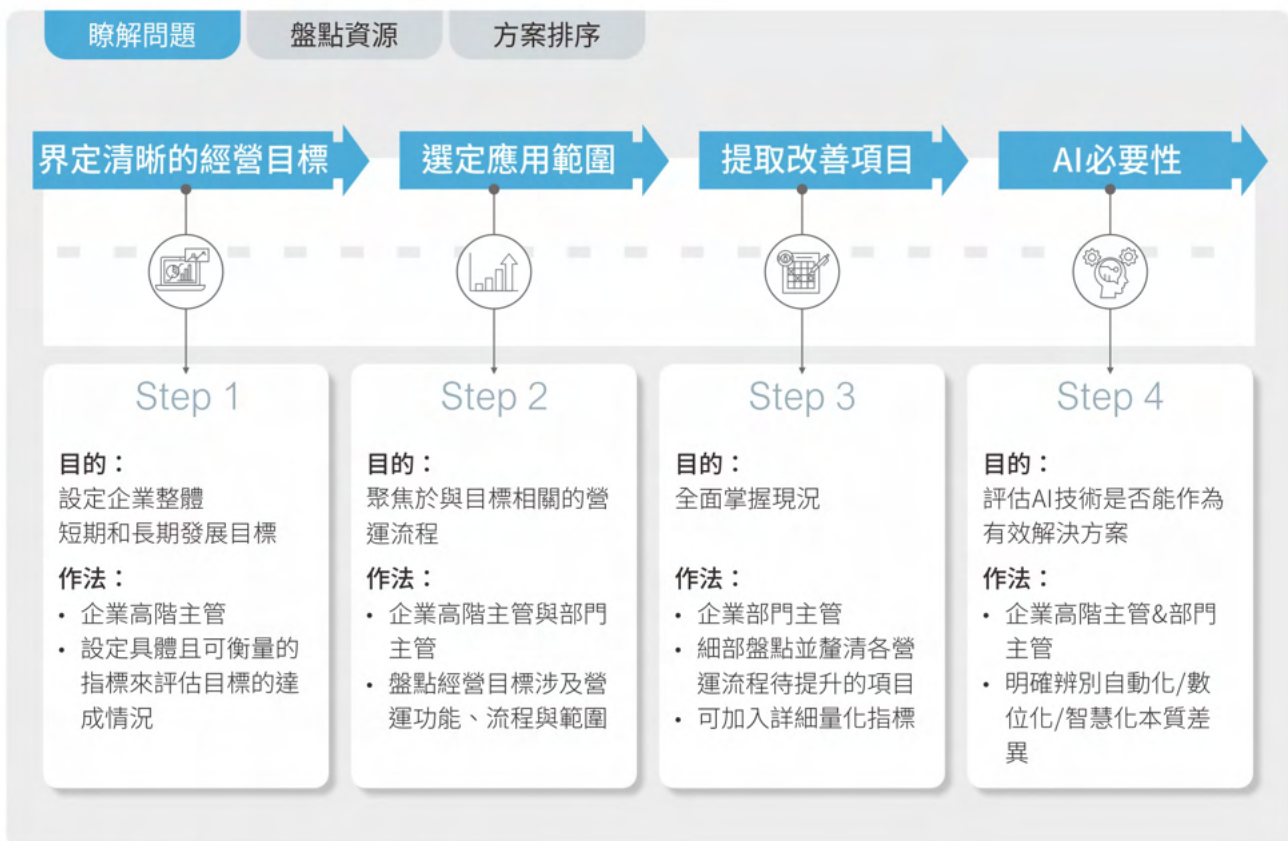 瞭解問題
盤點資源
方案排序
界定清晰的經營目標
選定應用範圍
提取改善項目
AI必要性
Step 1
目的：
設定企業整體
短期和長期發展目標
作法：
• 企業高階主管
• 設定具體且可衡量的
指標來評估目標的達
成情況
Step 2
目的：
聚焦於與目標相關的營
運流程
作法：
• 企業高階主管與部門
主管
• 盤點經營目標涉及營
運功能、流程與範圍
Step 3
目的：
全面掌握現況
作法：
• 企業部門主管
• 細部盤點並釐清各營
運流程待提升的項目
• 可加入詳細量化指標
Step 4
目的：
評估AI技術是否能作為
有效解決方案
作法：
• 企業高階主管&部門
主管
• 明確辨別自動化/數
位化/智慧化本質差
異